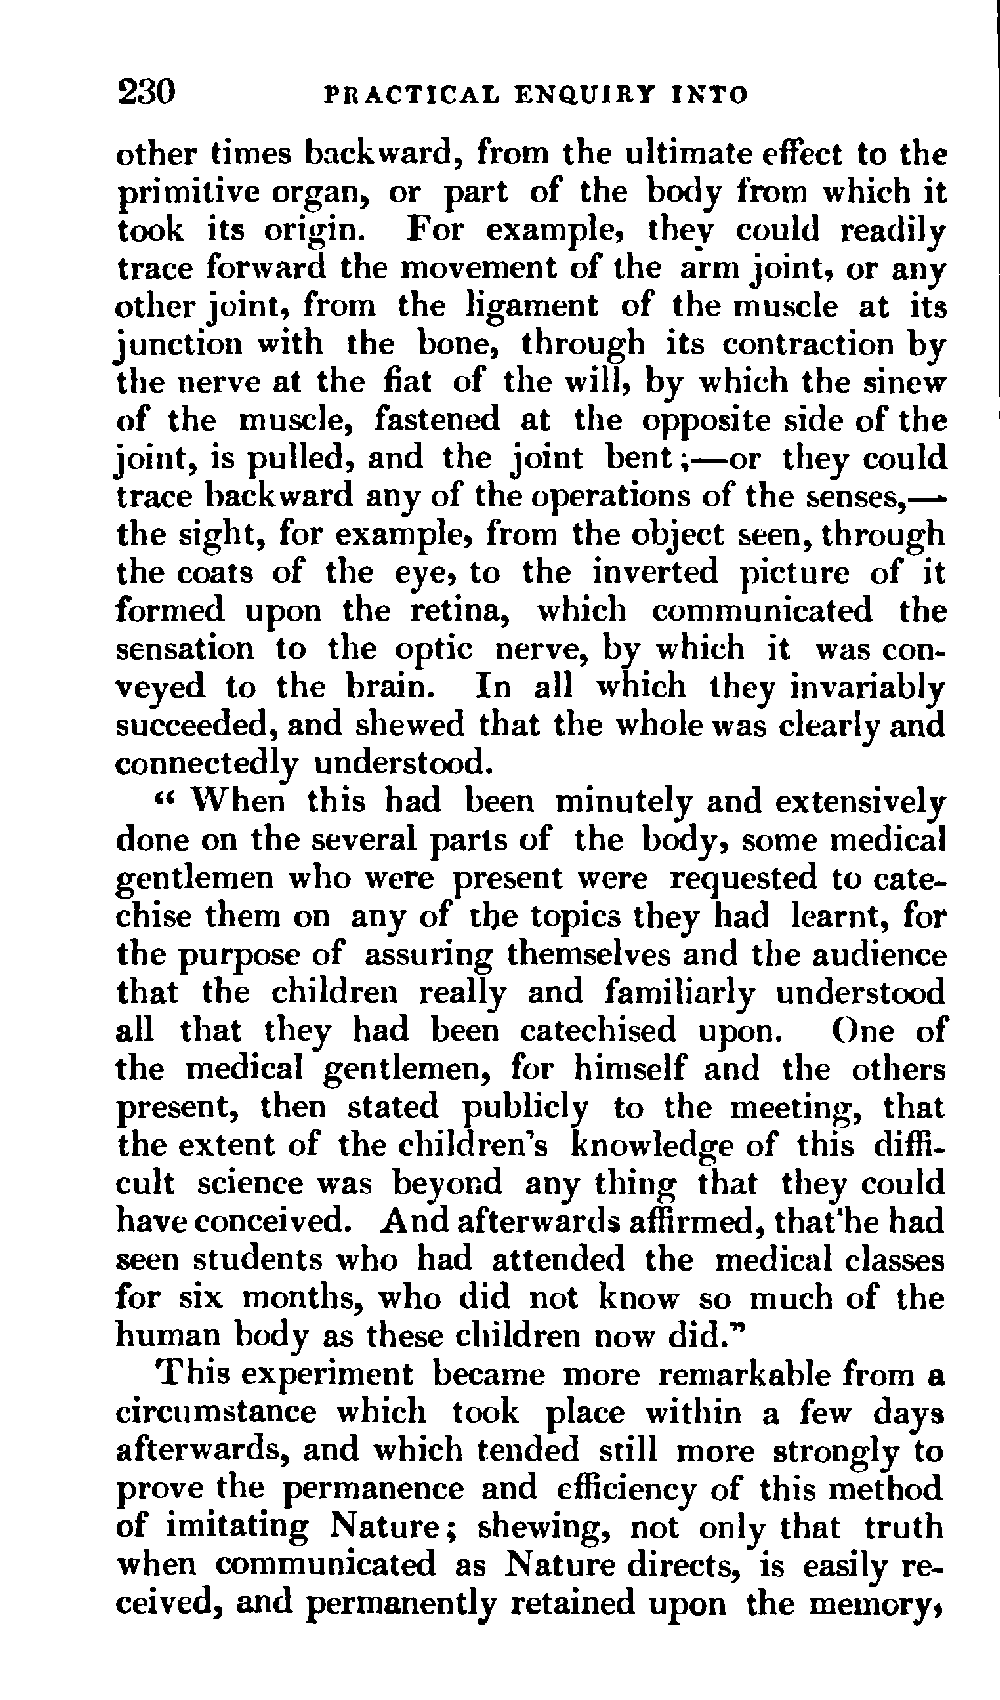 230 PRACTICAL ENQUIRY INTO
other times backward, from the ultimate effect to the
primitive organ, or part of the body from which it
took its origin. For example, they could readily
trace forward the movement of the arm joint, or any
other joint, from the ligament of the muscle at its
junction with the bone, through its contraction by
the nerve at the fiat of the will, by which the sinew
of the muscle, fastened at the opposite side of the
joint, is pulled, and the joint bent;—or they could
trace backward any of the operations of the senses,—
the sight, for example, from the object seen, through
the coats of the eye, to the inverted picture of it
formed upon the retina, which communicated the
sensation to the optic nerve, by which it was con-
veyed to the brain. In all which they invariably
succeeded, and shewed that the whole was clearly and
connectedly understood.
“ When this had been minutely and extensively
done on the several parts of the body, some medical
gentlemen who were present were requested to cate-
chise them on any of the topics they had learnt, for
the purpose of assuring themselves and the audience
that the children really and familiarly understood
all that they had been catechised upon. One of
the medical gentlemen, for himself and the others
present, then stated publicly to the meeting, that
the extent of the children's knowledge of this diffi-
cult science was beyond any thing that they could
have conceived. And afterwards affirmed, that he had
seen students who had attended the medical classes
for six months, who did not know so much of the
human body as these children now did.”
This experiment became more remarkable from a
circumstance which took place within a few days
afterwards, and which tended still more strongly to
prove the permanence and efficiency of this method
of imitating Nature; shewing, not only that truth
when communicated as Nature directs, is easily re-
ceived, and permanently retained upon the memory,